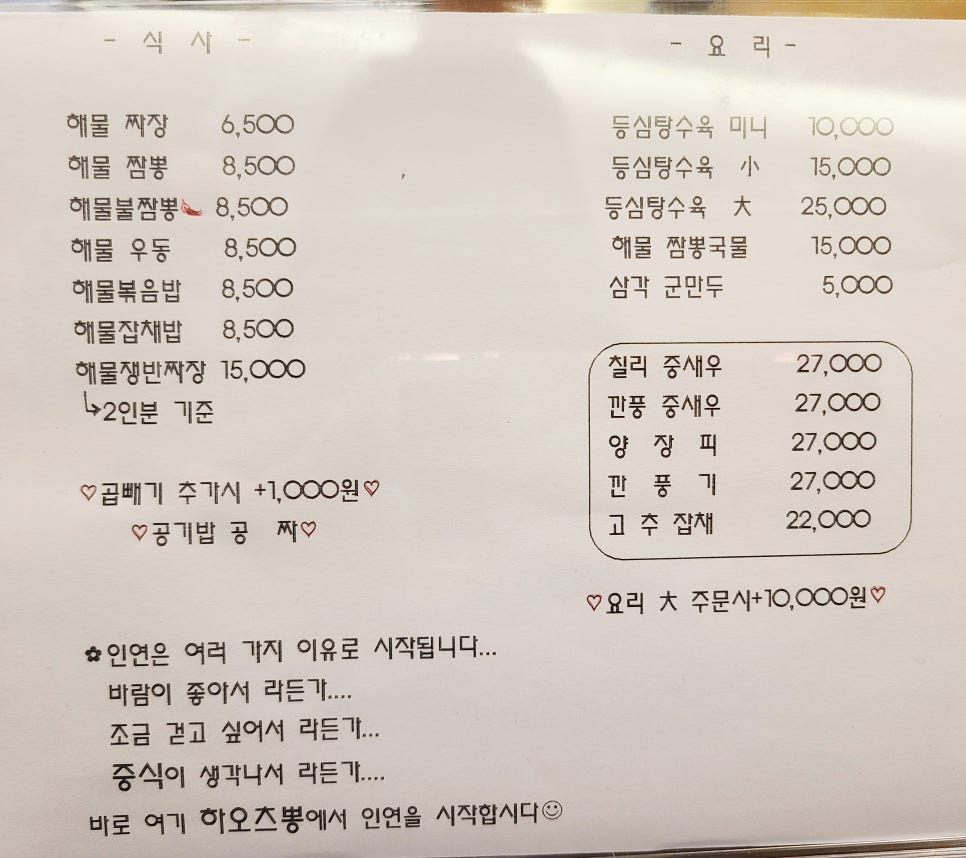 - 식 사 -
해물 짜장 6,500
해물 짬뽕 8,500
해물불짬뽕 8,500
해물 우동 8,500
해물볶음밥 8,500
해물잡채밥 8,500
해물쟁반짜장 15,000
↳2인분 기준
♡곱빼기 추가시 +1,000원♡
♡공기밥 공 짜♡
- 요 리 -
등심탕수육 미니 10,000
등심탕수육 小 15,000
등심탕수육 大 25,000
해물 짬뽕국물 15,000
삼각 군만두 5,000
칠리 중새우 27,000
깐풍 중새우 27,000
양 장 피 27,000
깐 풍 기 27,000
고 추 잡채 22,000
♡요리 大 주문시+10,000원♡
✿인연은 여러 가지 이유로 시작됩니다...
바람이 좋아서 라든가....
조금 걷고 싶어서 라든가...
중식이 생각나서 라든가....
바로 여기 하오츠뽕에서 인연을 시작합시다☺